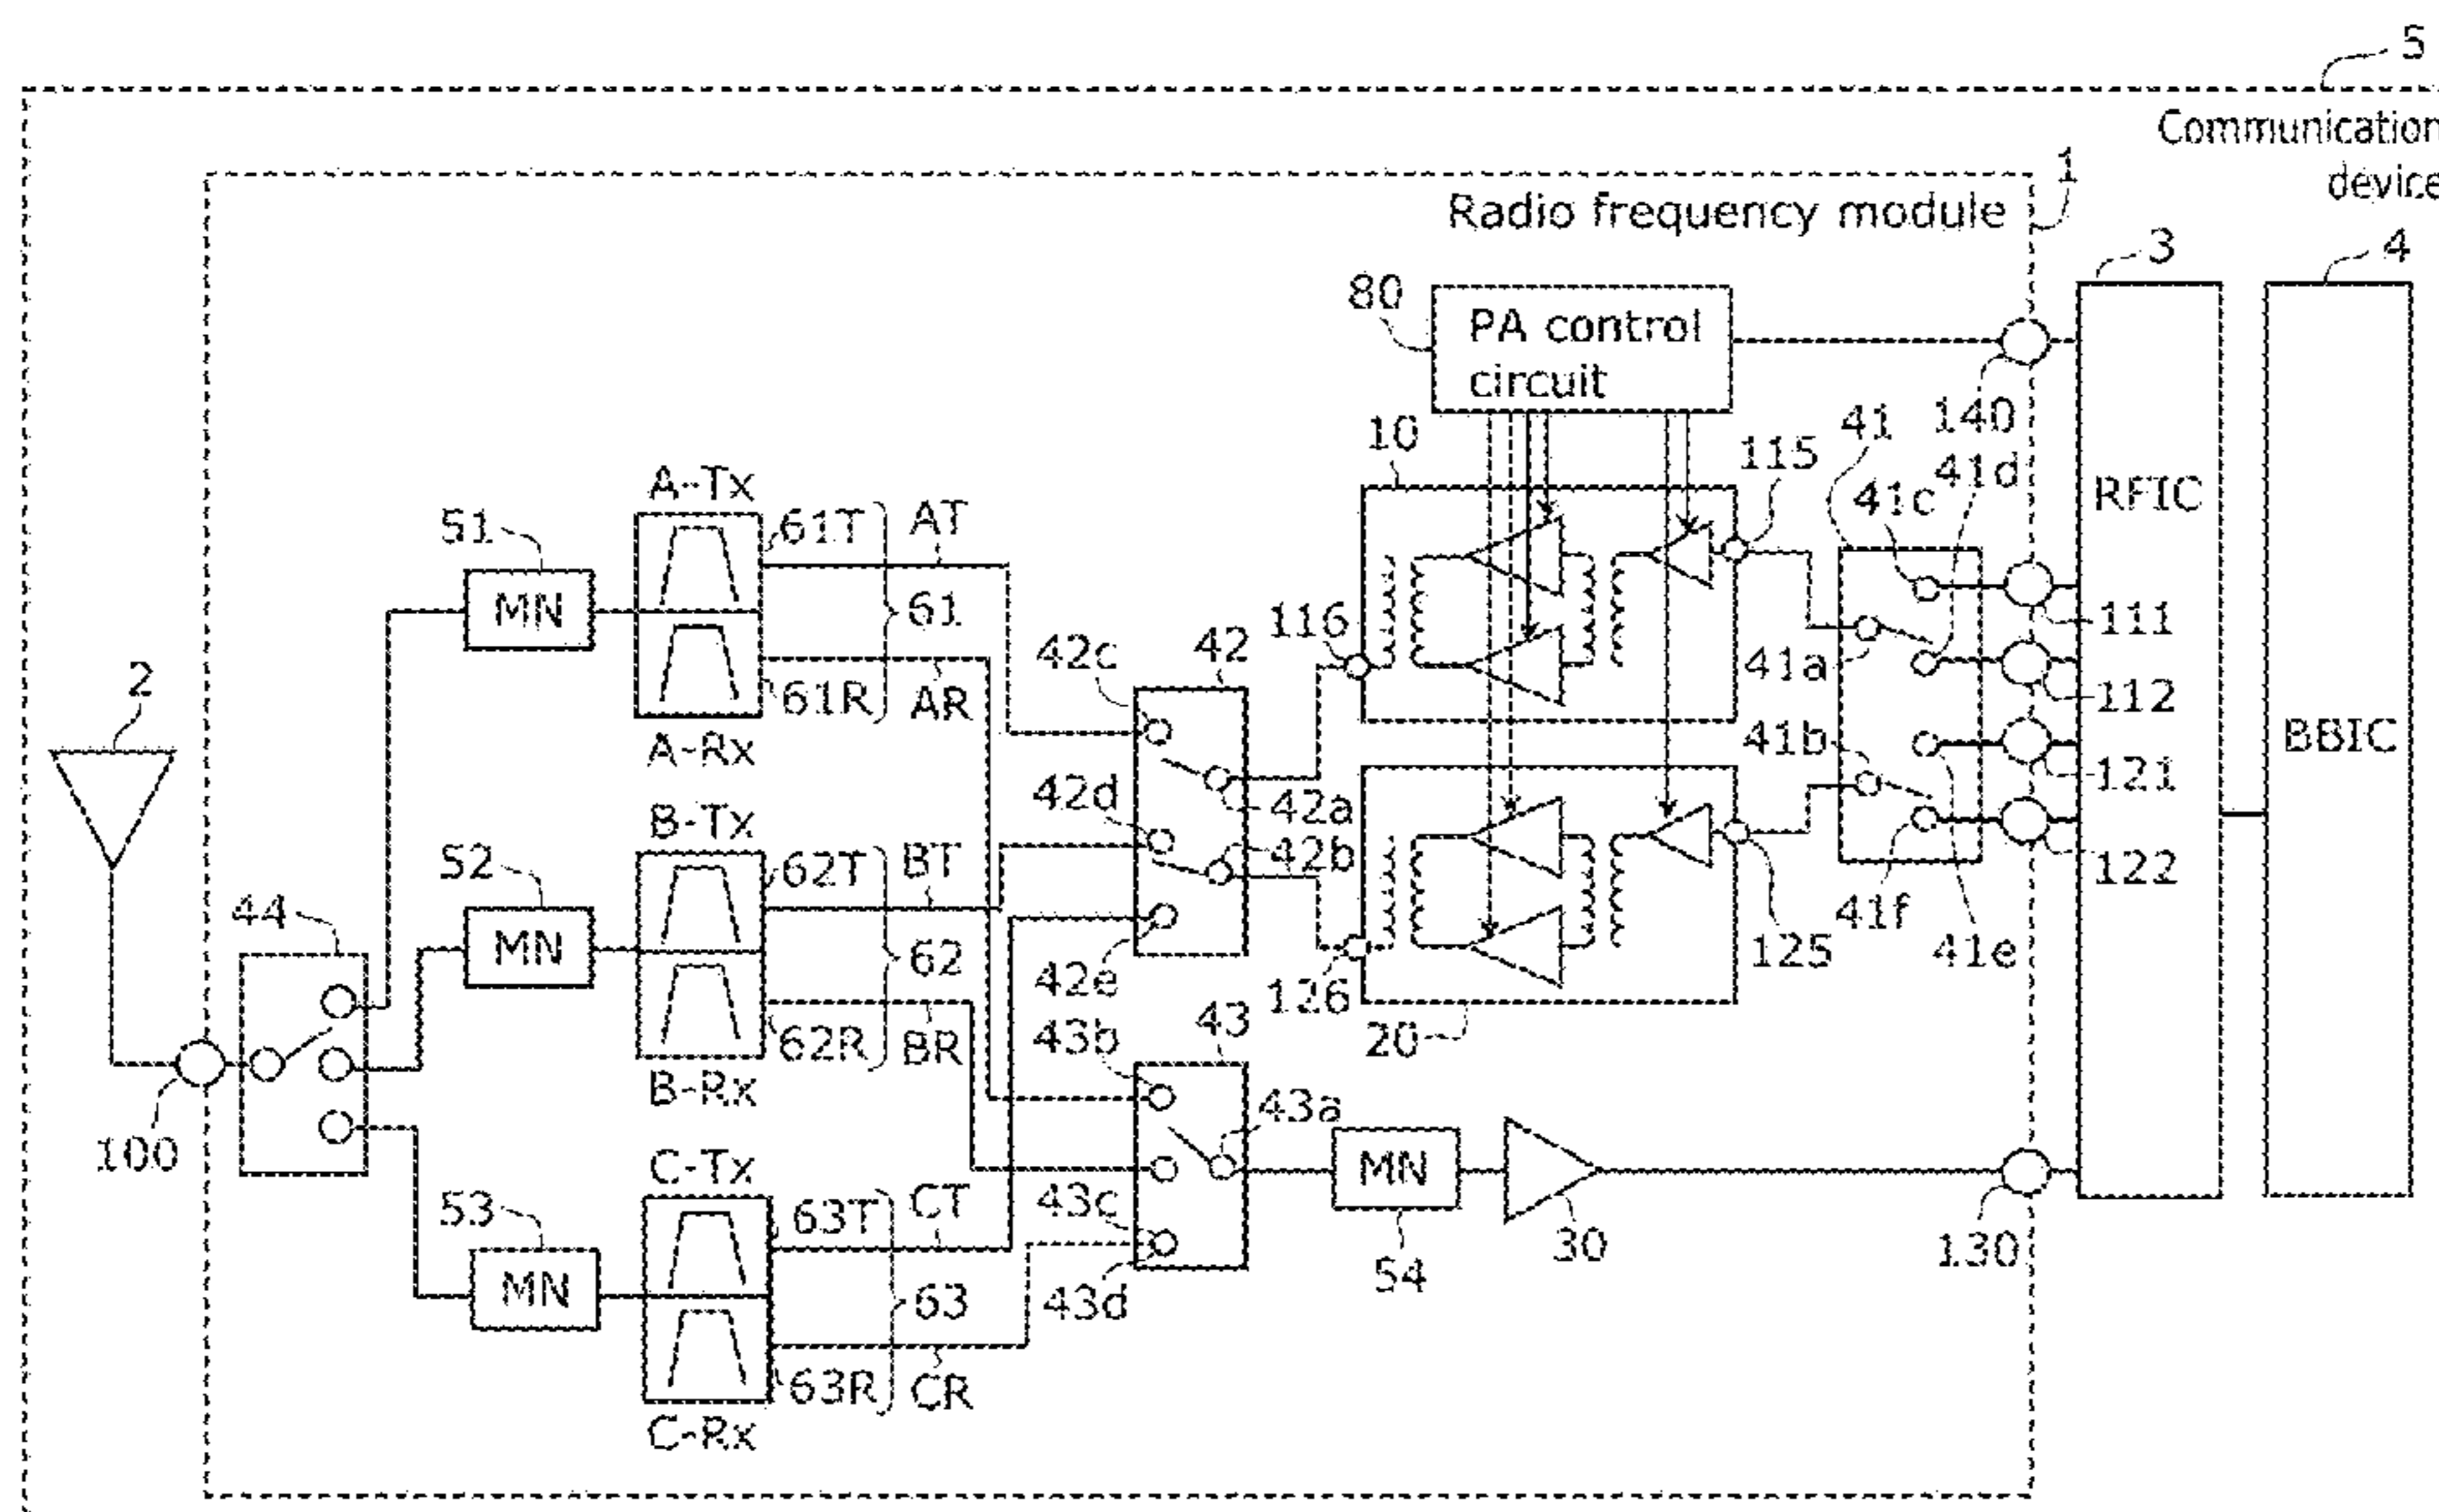 5
Communication
device
1
Radio frequency module
3
4
80
PA control
circuit
140
10
115
41
41c
41d
RFIC
BBIC
A-Tx
51
MN
61T
AT
61
61R
AR
A-Rx
42c
42
116
41a
111
112
2
42d
42a
41b
121
B-Tx
52
MN
62T
BT
42b
122
41f
41e
125
62
42e
126
20
44
62R
BR
B-Rx
43b
43
100
43a
C-Tx
53
MN
63T
CT
43c
MN
54
30
130
63
43d
63R
CR
C-Rx